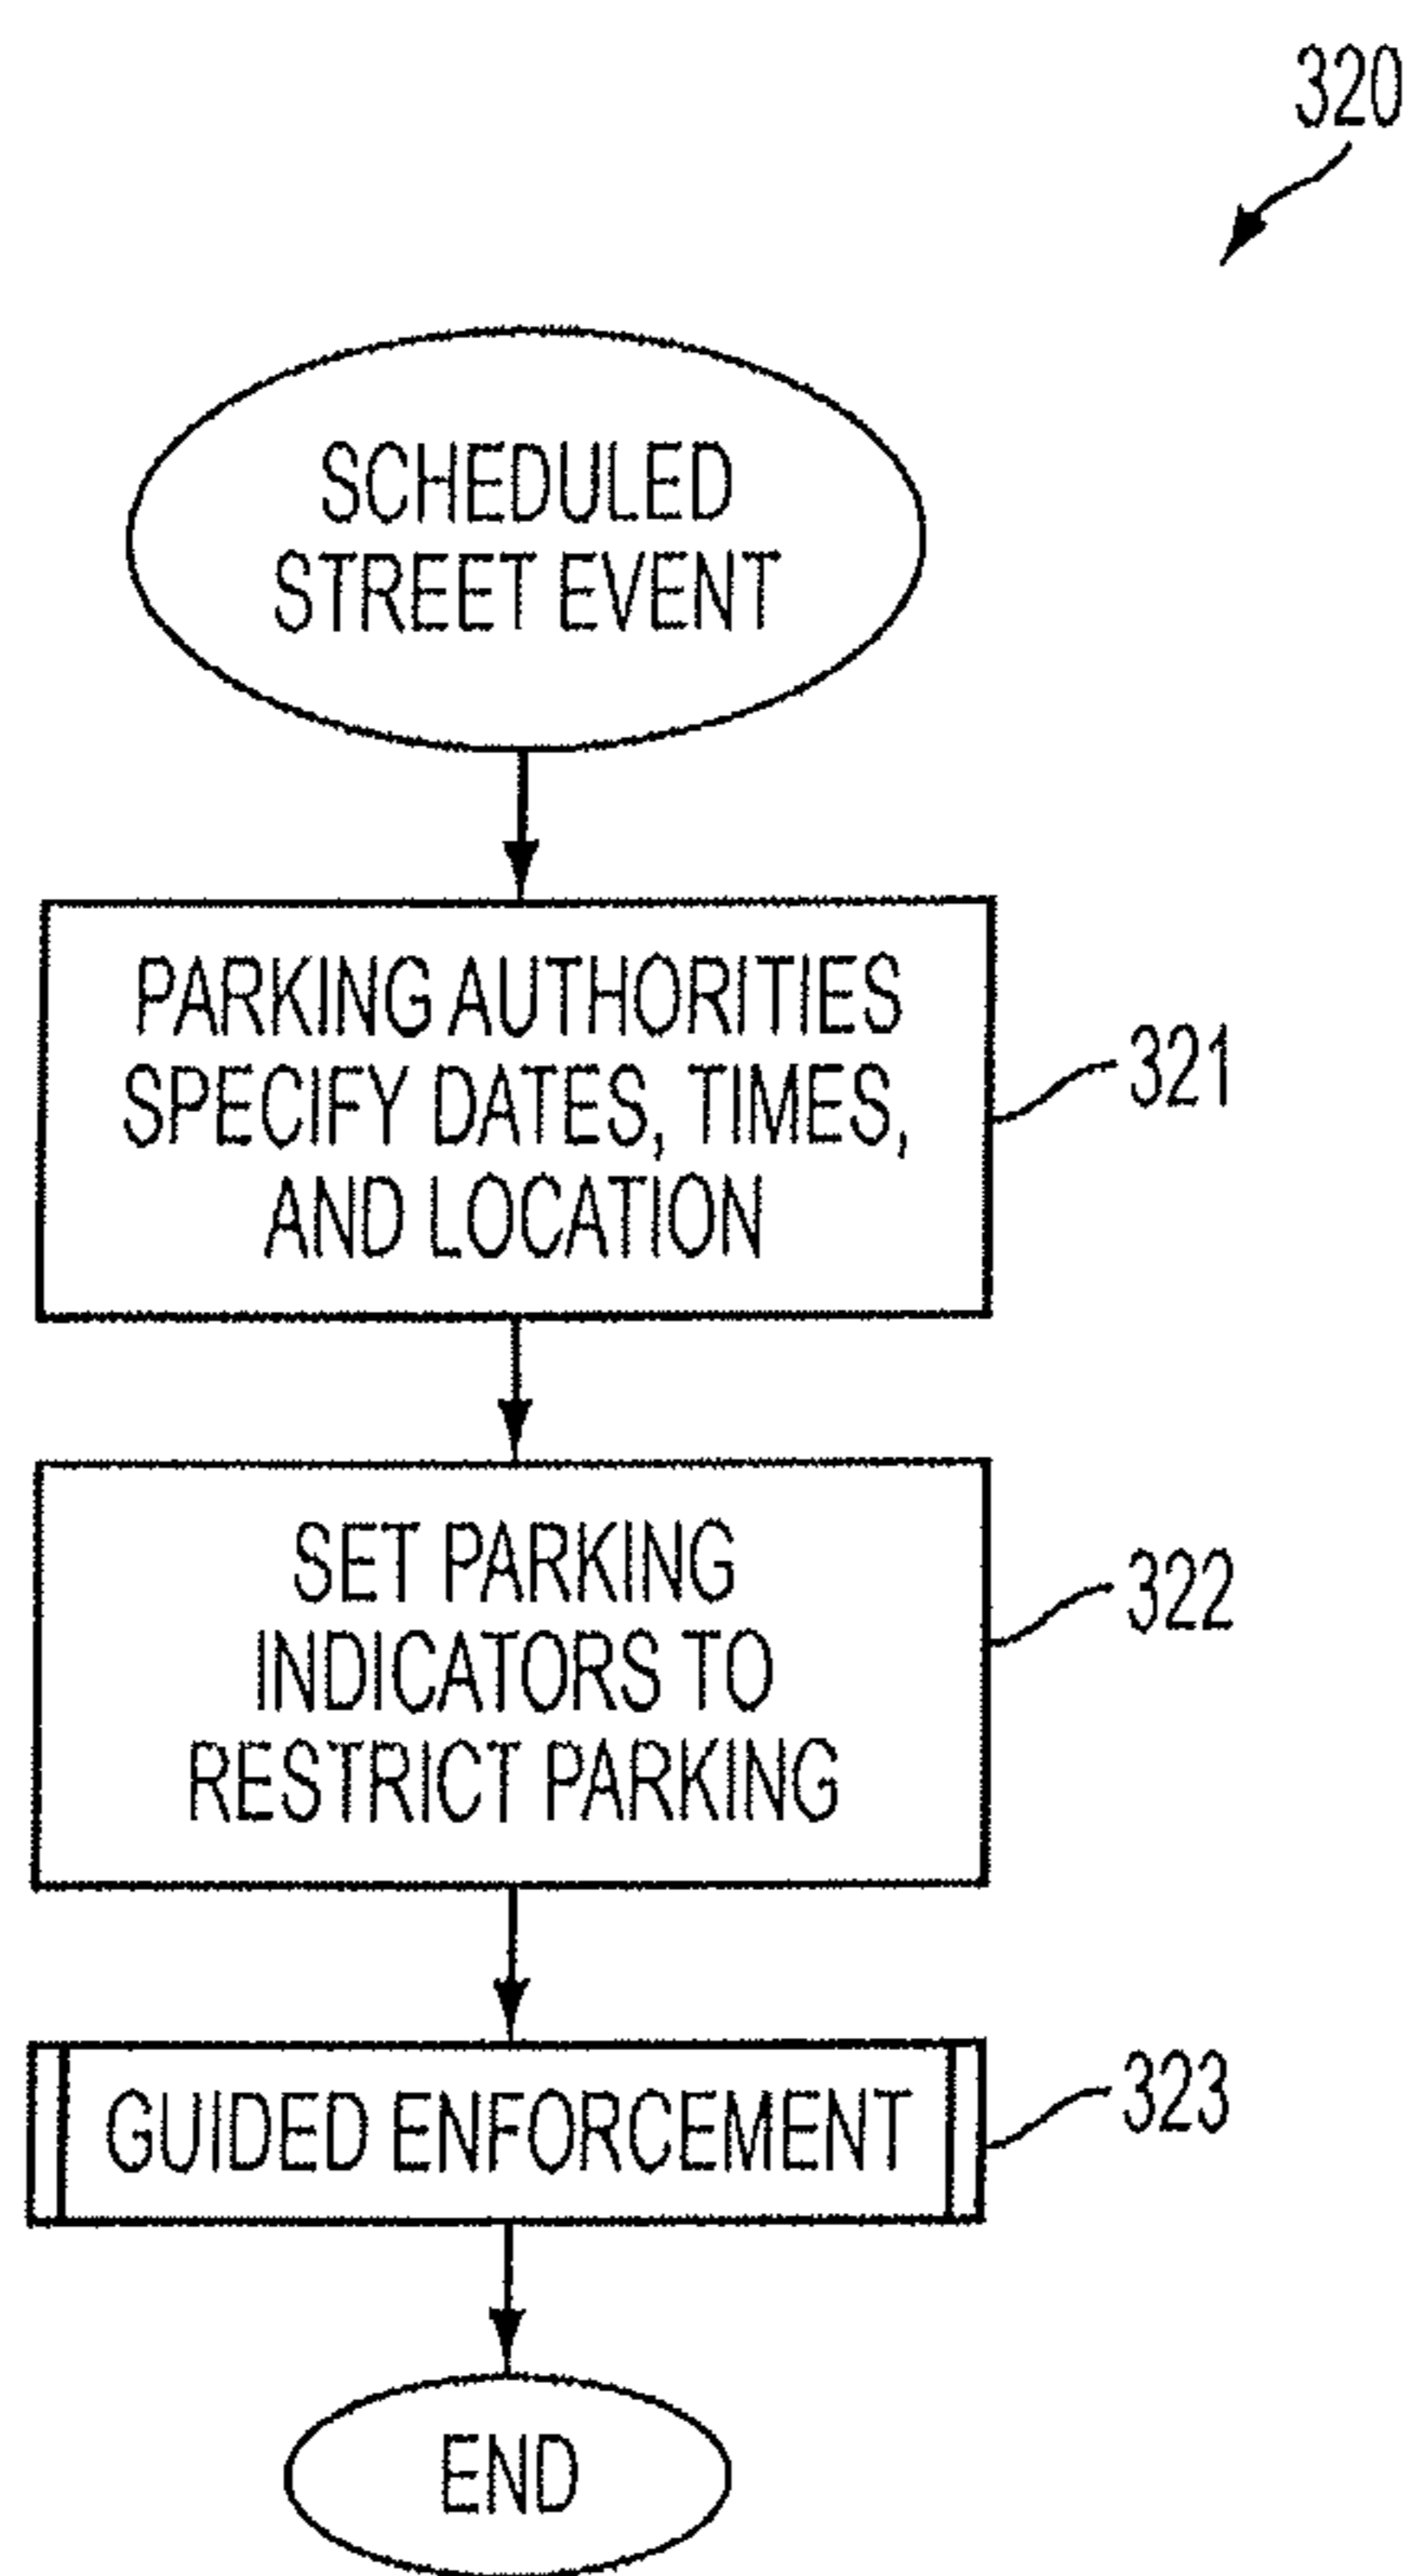 320
SCHEDULED
STREET EVENT
PARKING AUTHORITIES
SPECIFY DATES, TIMES,
AND LOCATION
321
SET PARKING
INDICATORS TO
RESTRICT PARKING
322
GUIDED ENFORCEMENT
323
END